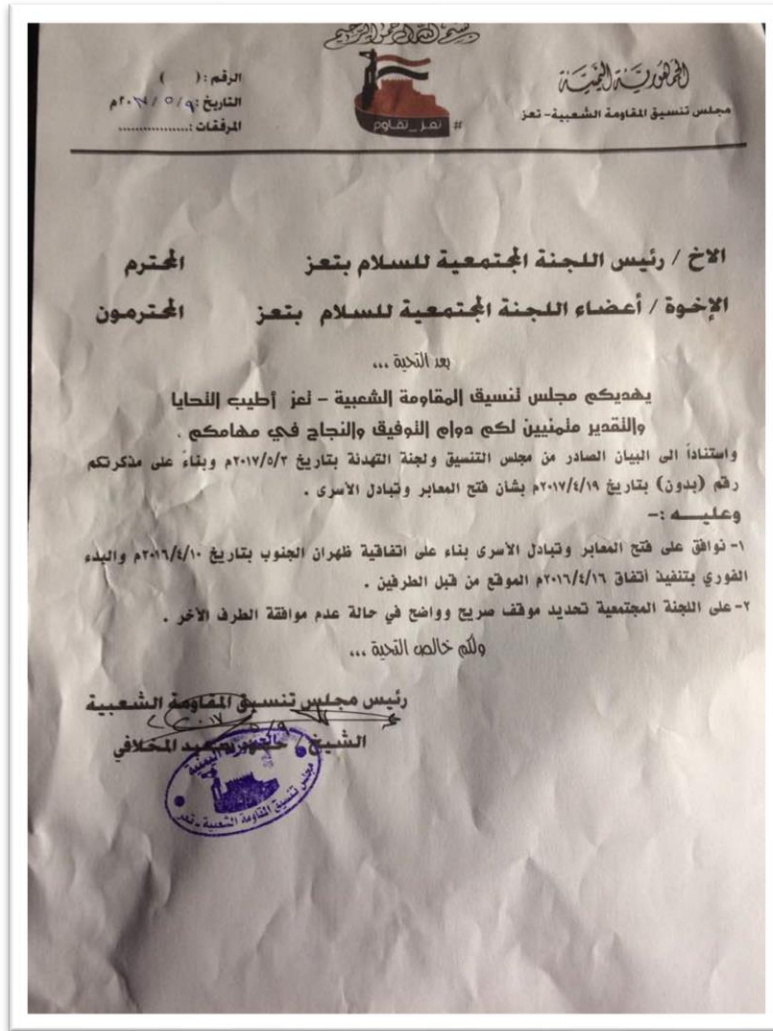 بسم الله الرحمن الرحيم
الجمهورية اليمنية
مجلس تنسيق المقاومة الشعبية- تعز
#تعز_تقاوم
الرقم : (      )
التاريخ : ٩ / ٥ / ٢٠١٧م
المرفقات :................
الاخ / رئيس اللجنة المجتمعية للسلام بتعز المحترم
الإخوة / أعضاء اللجنة المجتمعية للسلام بتعز المحترمون
بعد التحية ...
يهديكم مجلس تنسيق المقاومة الشعبية – تعز أطيب التحايا
والتقدير متمنيين لكم دوام التوفيق والنجاح في مهامكم .
واستناداً الى البيان الصادر من مجلس التنسيق ولجنة التهدئة بتاريخ ٢٠١٧/٥/٣م وبناءً على مذكرتكم
رقم (بدون) بتاريخ ٢٠١٧/٤/١٩م بشان فتح المعابر وتبادل الأسرى .
وعليـــه :-
١- نوافق على فتح المعابر وتبادل الأسرى بناء على اتفاقية ظهران الجنوب بتاريخ ٢٠١٦/٤/١٠م والبدء
الفوري بتنفيذ أتفاق ٢٠١٦/٤/١٦م الموقع من قبل الطرفين .
٢- على اللجنة المجتمعية تحديد موقف صريح وواضح في حالة عدم موافقة الطرف الأخر .
ولكم خالص التحية ...
رئيس مجلس تنسيق المقاومة الشعبية
الشيخ / المخلافي
الجمهورية اليمنية
مجلس تنسيق المقاومة الشعبية - تعز